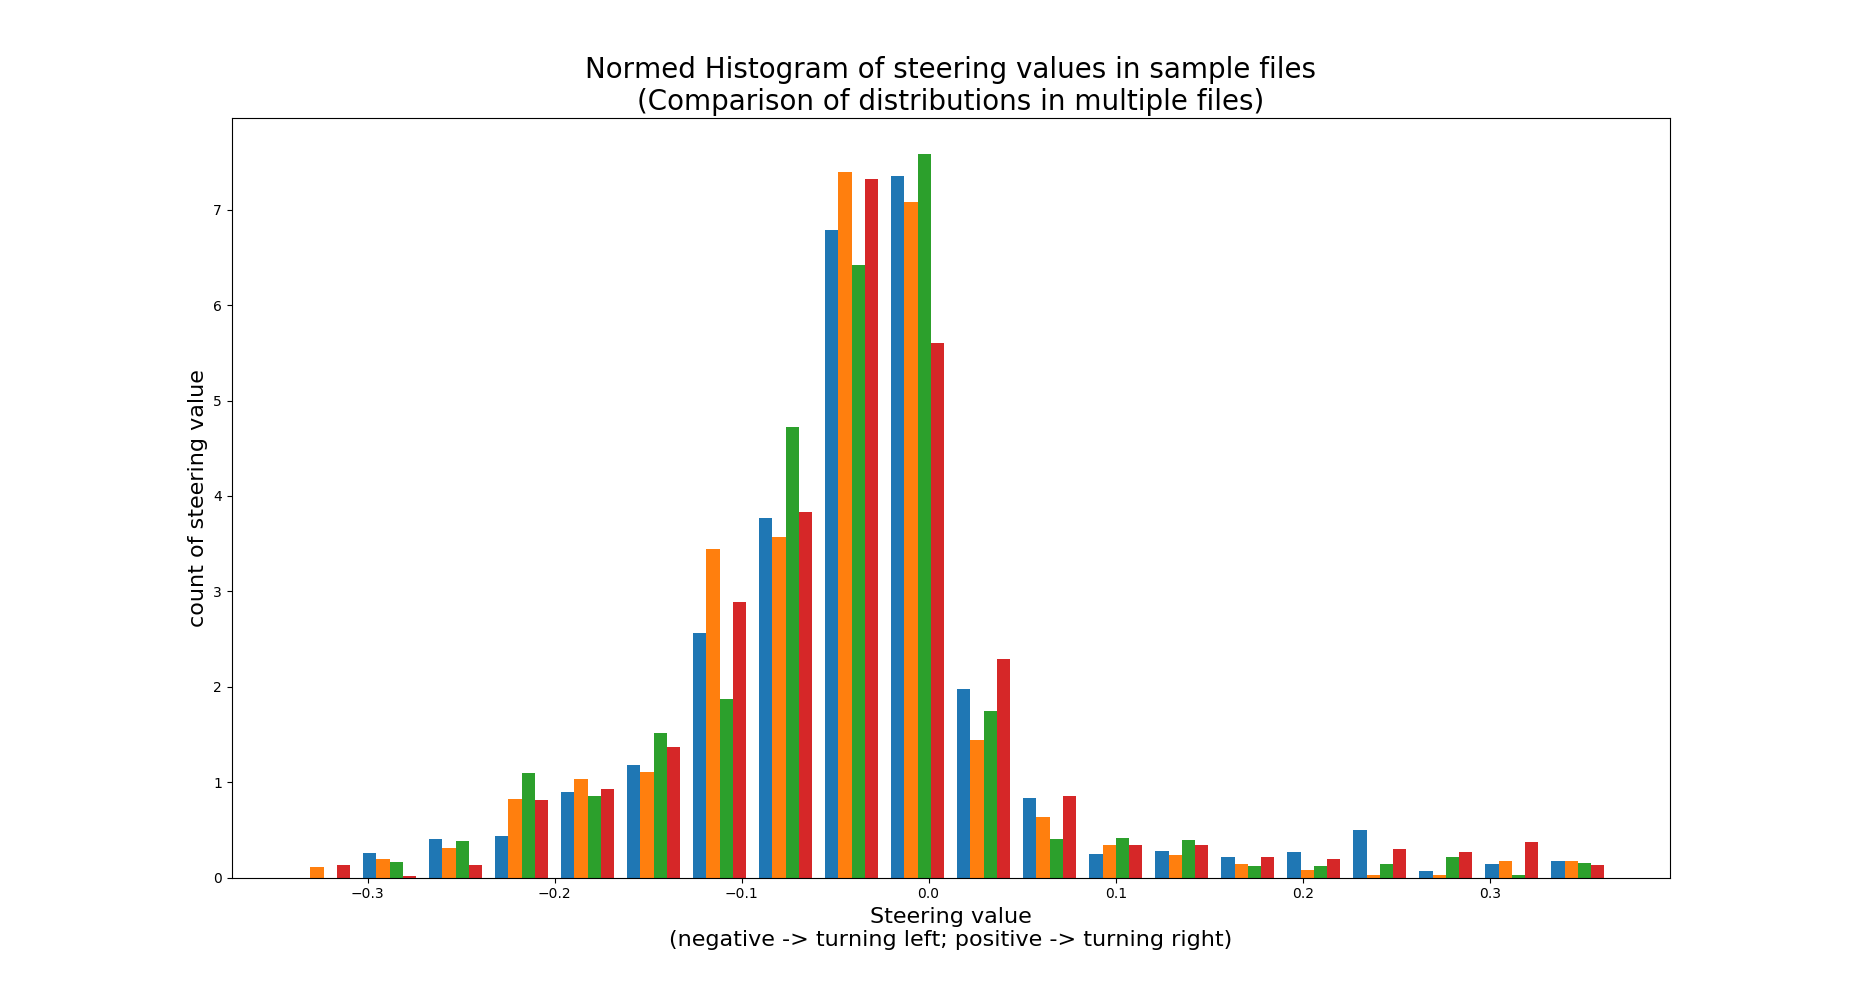 Normed Histogram of steering values in sample files
(Comparison of distributions in multiple files)
count of steering value
7
6
5
4
3
2
1
0
−0.3 −0.2 −0.1 0.0 0.1 0.2 0.3
Steering value
(negative -> turning left; positive -> turning right)